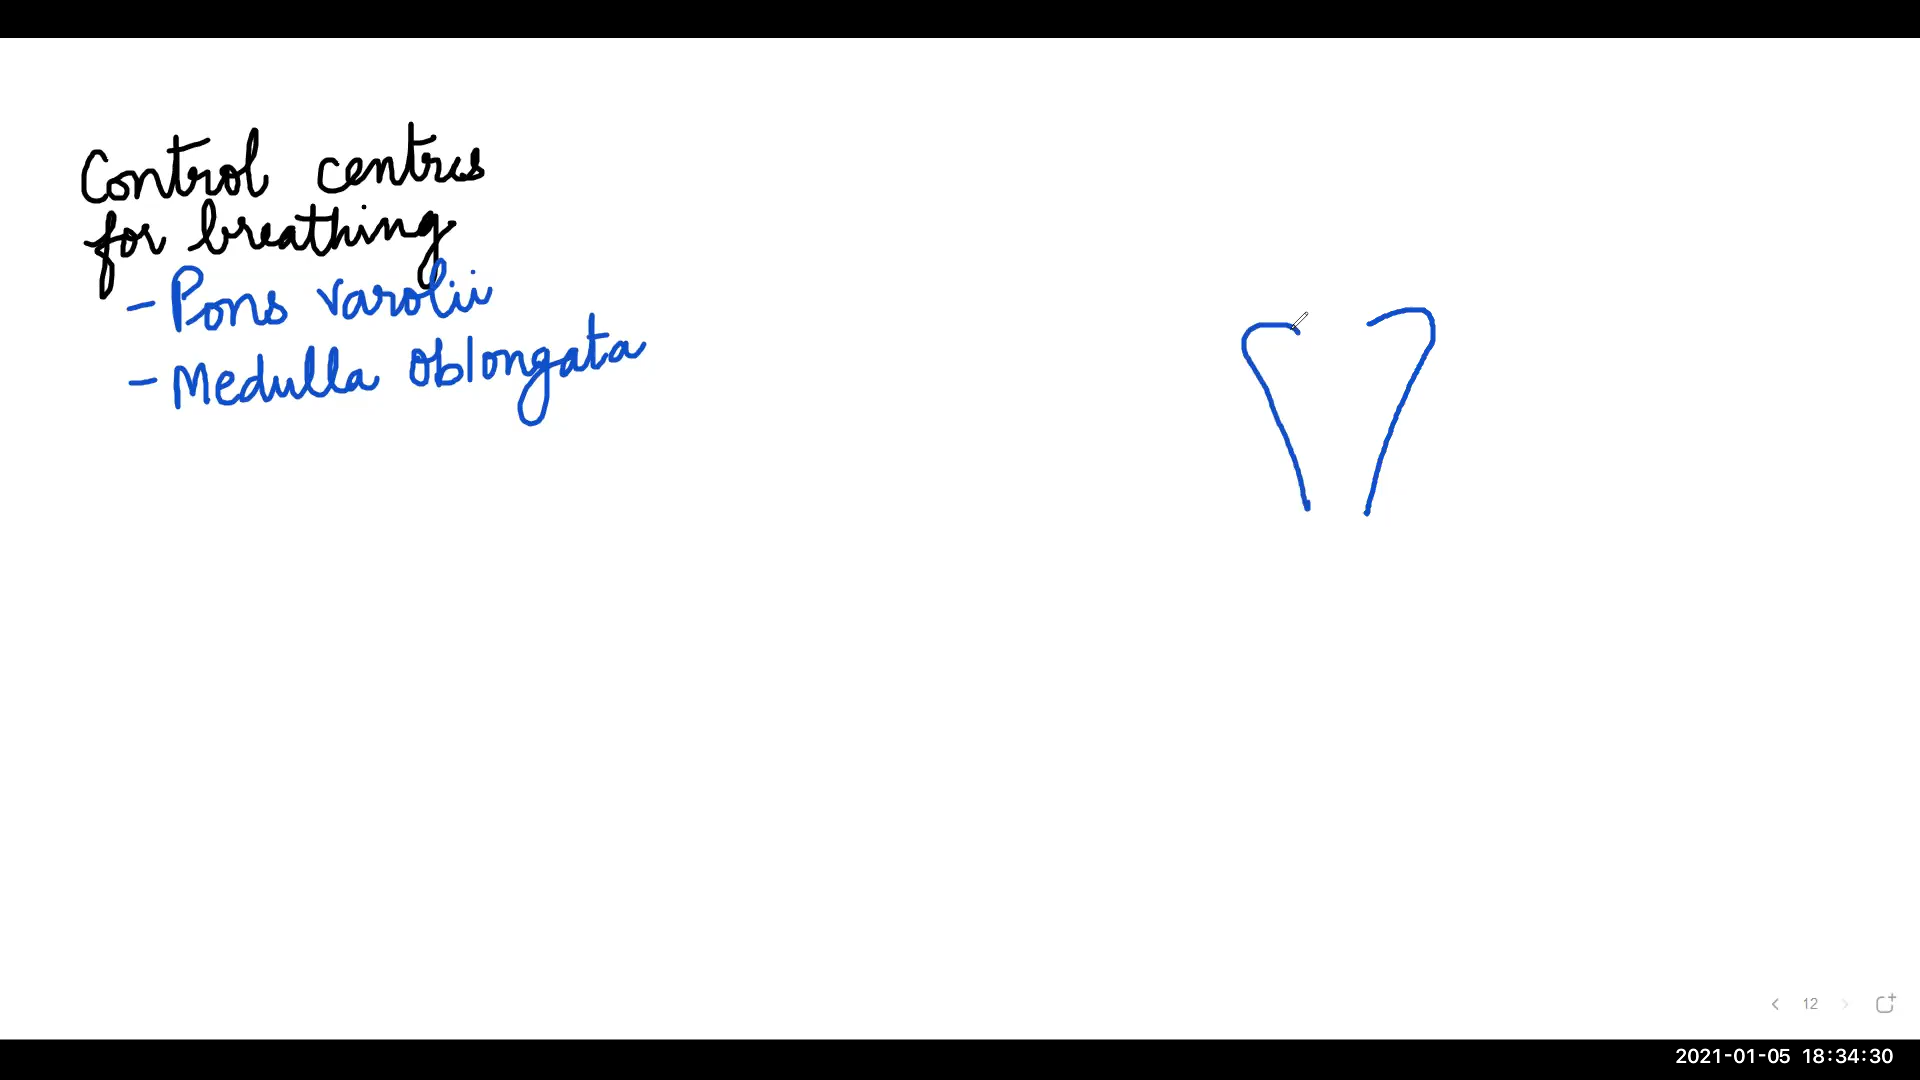 Control centres
for breathing
- Pons varolii
- Medulla oblongata
12
2021-01-05 18:34:30